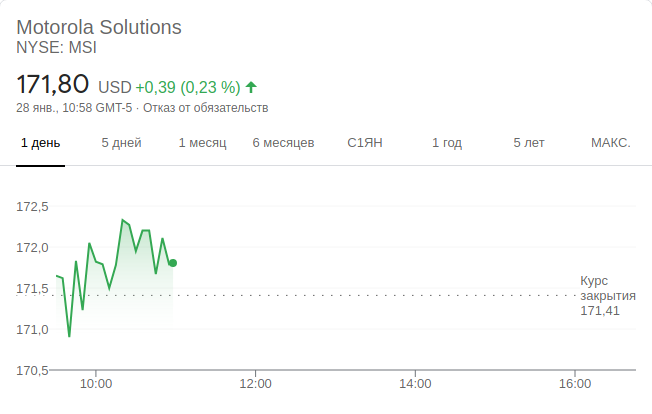 Motorola Solutions
NYSE: MSI
171,80 USD +0,39 (0,23 %)
28 янв., 10:58 GMT-5 · Отказ от обязательств
1 день 5 дней 1 месяц 6 месяцев С1ЯН 1 год 5 лет МАКС.
172,5
172,0
171,5
171,0
170,5
Курс
закрытия
171,41
10:00 12:00 14:00 16:00